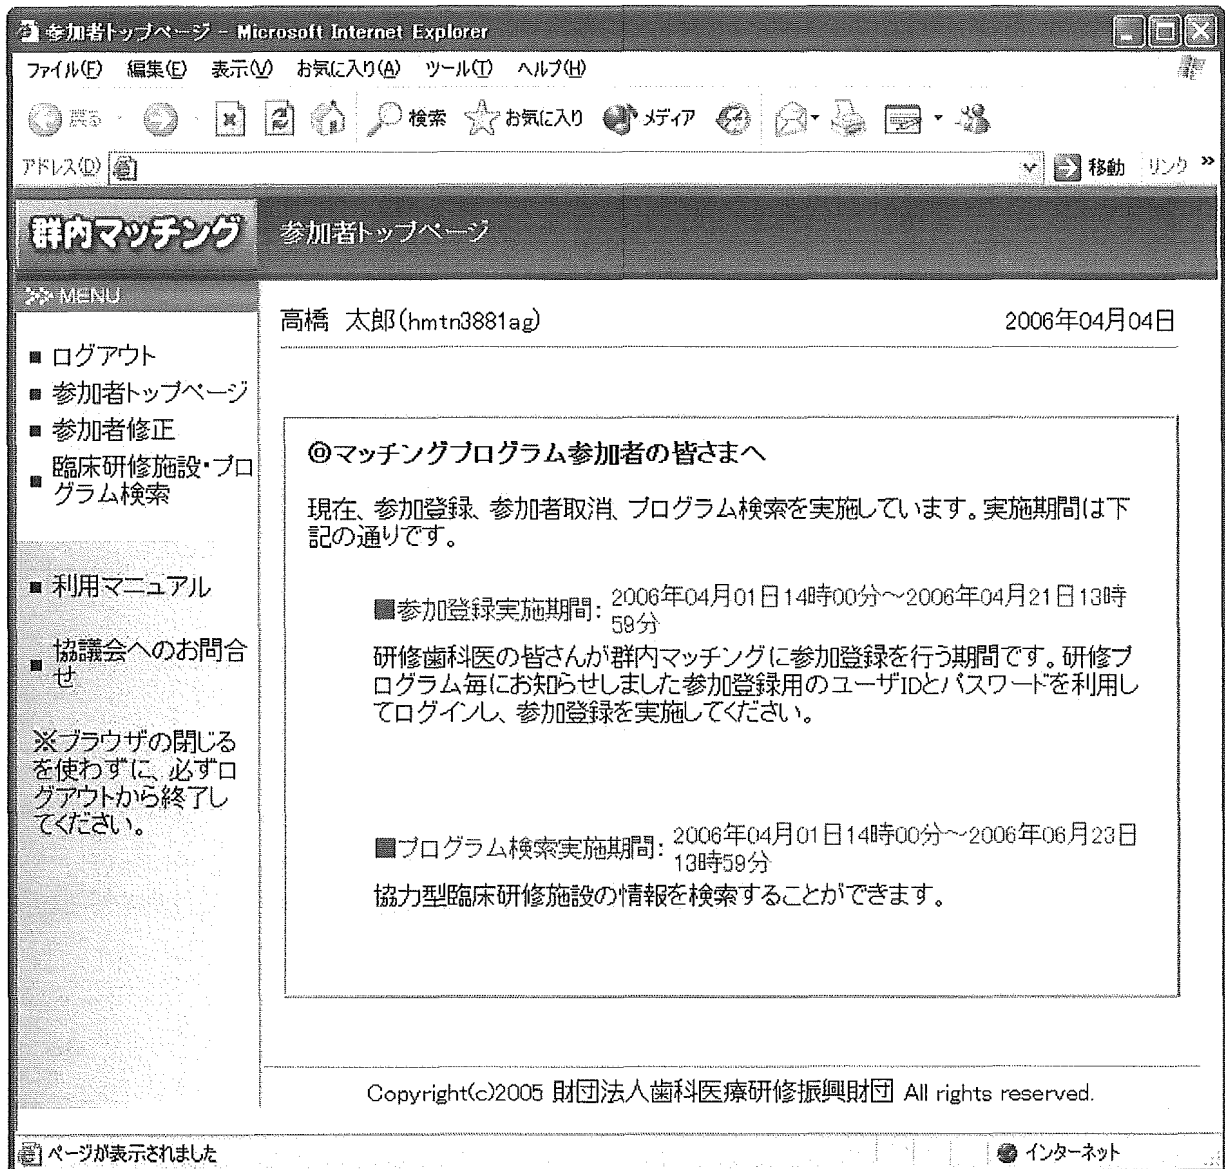 参加者トップページ - Microsoft Internet Explorer
ファイル(F) 編集(E) 表示(V) お気に入り(A) ツール(T) ヘルプ(H)
戻る 検索 お気に入り メディア
アドレス(D) 移動 リンク »
群内マッチング 参加者トップページ
>> MENU
高橋 太郎(hmtn3881ag) 2006年04月04日
■ ログアウト
■ 参加者トップページ
■ 参加者修正
■ 臨床研修施設・プロ
グラム検索
■ 利用マニュアル
■ 協議会へのお問合
せ
※ブラウザの閉じる
を使わずに、必ずロ
グアウトから終了し
てください。
◎マッチングプログラム参加者の皆さまへ
現在、参加登録、参加者取消、プログラム検索を実施しています。実施期間は下
記の通りです。
■参加登録実施期間: 2006年04月01日14時00分~2006年04月21日13時
59分
研修歯科医の皆さんが群内マッチングに参加登録を行う期間です。研修プ
ログラム毎にお知らせしました参加登録用のユーザIDとパスワードを利用し
てログインし、参加登録を実施してください。
■プログラム検索実施期間: 2006年04月01日14時00分~2006年06月23日
13時59分
協力型臨床研修施設の情報を検索することができます。
Copyright(c)2005 財団法人歯科医療研修振興財団 All rights reserved.
ページが表示されました インターネット